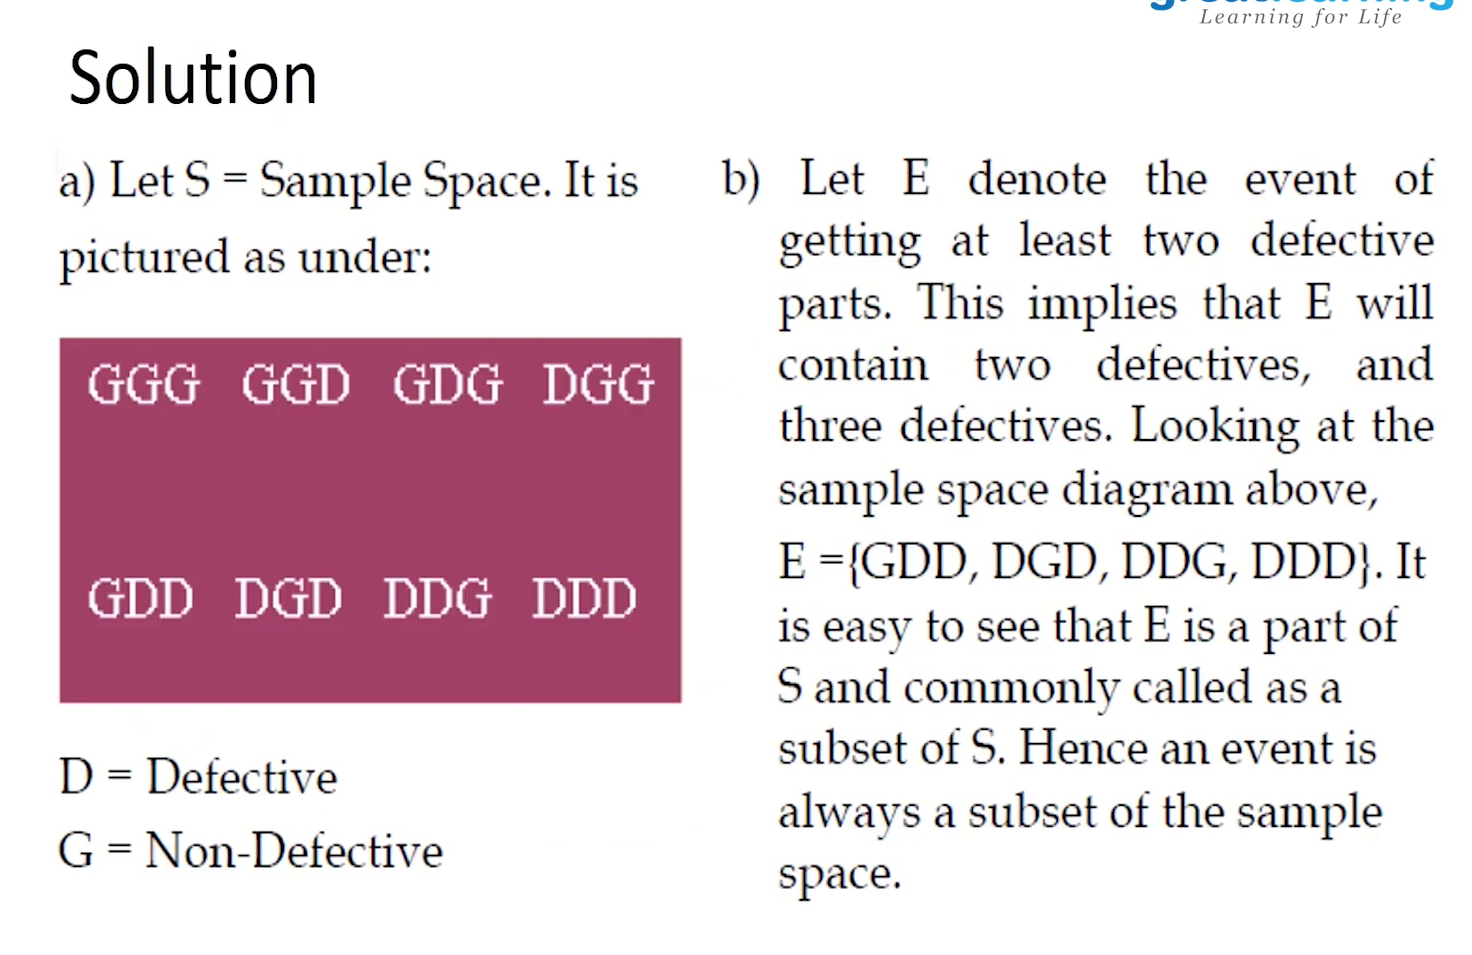 Learning for Life
Solution
a) Let S = Sample Space. It is
pictured as under:
GGG GGD GDG DGG
GDD DGD DDG DDD
D = Defective
G = Non-Defective
b) Let E denote the event of
getting at least two defective
parts. This implies that E will
contain two defectives, and
three defectives. Looking at the
sample space diagram above,
E ={GDD, DGD, DDG, DDD}. It
is easy to see that E is a part of
S and commonly called as a
subset of S. Hence an event is
always a subset of the sample
space.